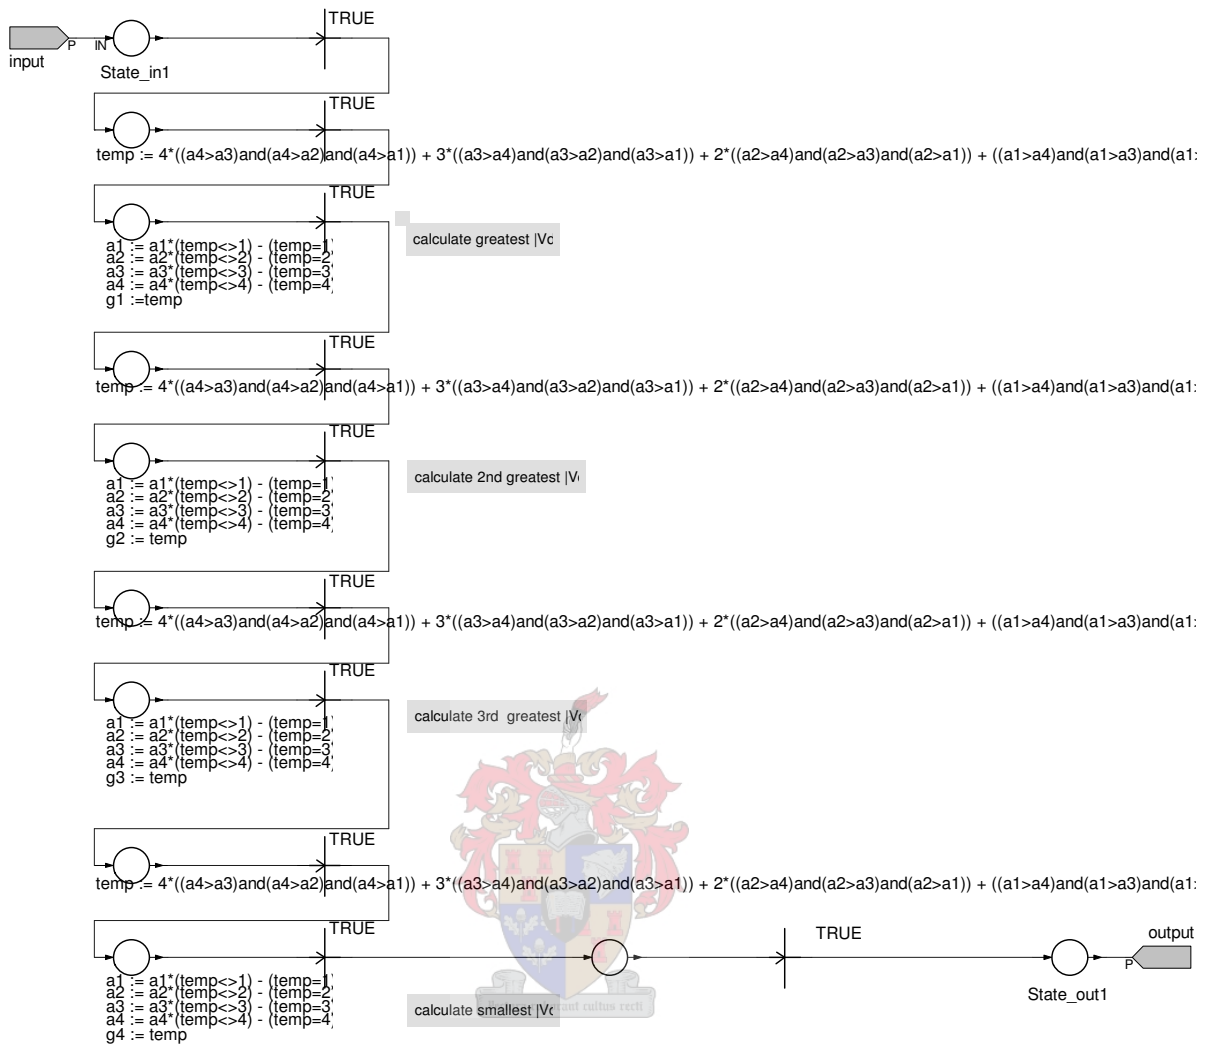 TRUE
P IN
input
State_in1
TRUE
temp := 4*((a4>a3)and(a4>a2)and(a4>a1)) + 3*((a3>a4)and(a3>a2)and(a3>a1)) + 2*((a2>a4)and(a2>a3)and(a2>a1)) + ((a1>a4)and(a1>a3)and(a1>
TRUE
calculate greatest |Vc
a1 := a1*(temp<>1) - (temp=1)
a2 := a2*(temp<>2) - (temp=2)
a3 := a3*(temp<>3) - (temp=3)
a4 := a4*(temp<>4) - (temp=4)
g1 :=temp
TRUE
temp := 4*((a4>a3)and(a4>a2)and(a4>a1)) + 3*((a3>a4)and(a3>a2)and(a3>a1)) + 2*((a2>a4)and(a2>a3)and(a2>a1)) + ((a1>a4)and(a1>a3)and(a1>
TRUE
calculate 2nd greatest |V
a1 := a1*(temp<>1) - (temp=1)
a2 := a2*(temp<>2) - (temp=2)
a3 := a3*(temp<>3) - (temp=3)
a4 := a4*(temp<>4) - (temp=4)
g2 := temp
TRUE
temp := 4*((a4>a3)and(a4>a2)and(a4>a1)) + 3*((a3>a4)and(a3>a2)and(a3>a1)) + 2*((a2>a4)and(a2>a3)and(a2>a1)) + ((a1>a4)and(a1>a3)and(a1>
TRUE
calculate 3rd greatest |V
a1 := a1*(temp<>1) - (temp=1)
a2 := a2*(temp<>2) - (temp=2)
a3 := a3*(temp<>3) - (temp=3)
a4 := a4*(temp<>4) - (temp=4)
g3 := temp
TRUE
temp := 4*((a4>a3)and(a4>a2)and(a4>a1)) + 3*((a3>a4)and(a3>a2)and(a3>a1)) + 2*((a2>a4)and(a2>a3)and(a2>a1)) + ((a1>a4)and(a1>a3)and(a1>
TRUE
TRUE
output
P
State_out1
a1 := a1*(temp<>1) - (temp=1)
a2 := a2*(temp<>2) - (temp=2)
a3 := a3*(temp<>3) - (temp=3)
a4 := a4*(temp<>4) - (temp=4)
g4 := temp
calculate smallest |Vc
cultus recti